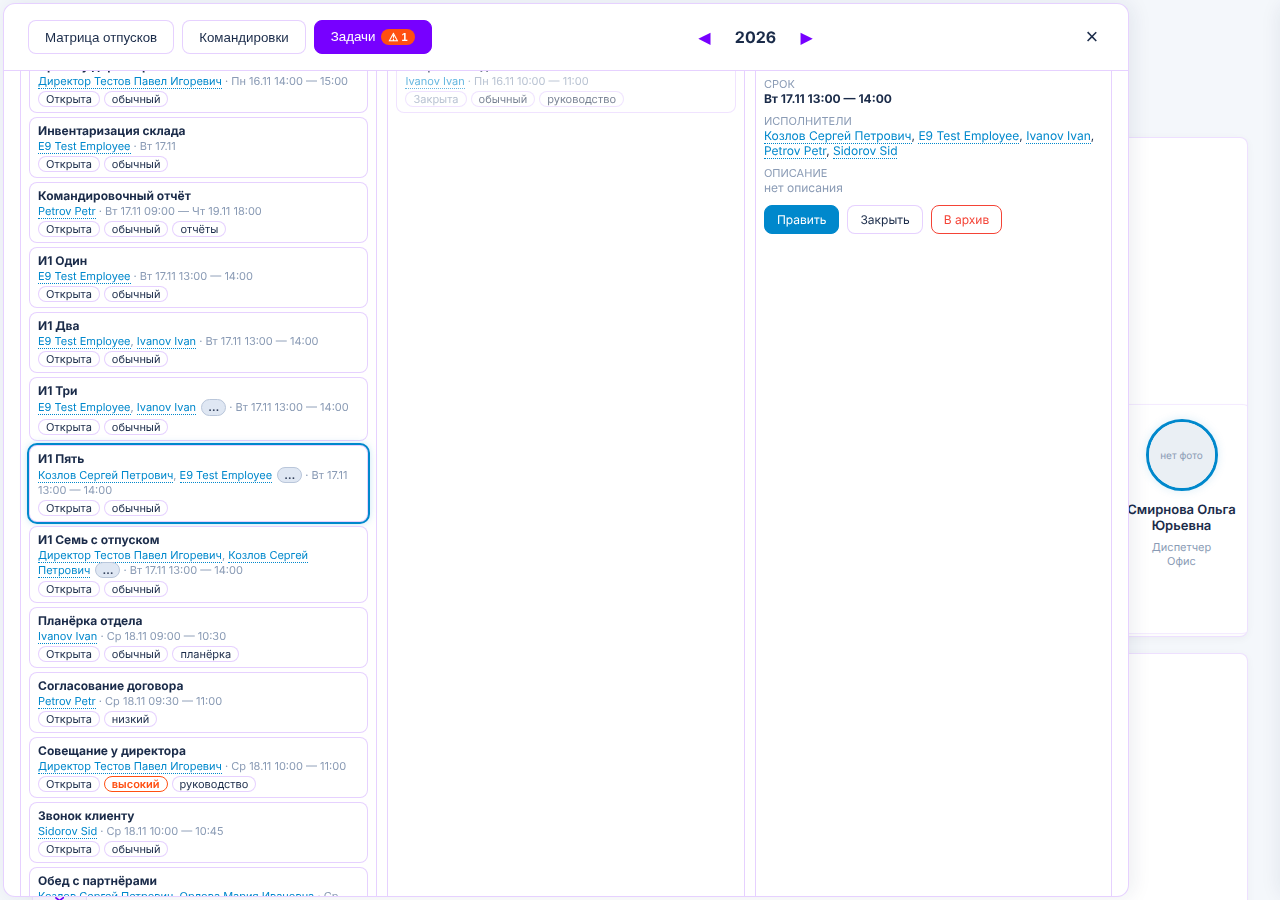 Матрица отпусков
Командировки
Задачи ⚠ 1
◀ 2026 ▶
×
Директор Тестов Павел Игоревич · Пн 16.11 14:00 — 15:00
Открыта обычный
Инвентаризация склада
E9 Test Employee · Вт 17.11
Открыта обычный
Командировочный отчёт
Petrov Petr · Вт 17.11 09:00 — Чт 19.11 18:00
Открыта обычный отчёты
И1 Один
E9 Test Employee · Вт 17.11 13:00 — 14:00
Открыта обычный
И1 Два
E9 Test Employee, Ivanov Ivan · Вт 17.11 13:00 — 14:00
Открыта обычный
И1 Три
E9 Test Employee, Ivanov Ivan ... · Вт 17.11 13:00 — 14:00
Открыта обычный
И1 Пять
Козлов Сергей Петрович, E9 Test Employee ... · Вт 17.11
13:00 — 14:00
Открыта обычный
И1 Семь с отпуском
Директор Тестов Павел Игоревич, Козлов Сергей
Петрович ... · Вт 17.11 13:00 — 14:00
Открыта обычный
Планёрка отдела
Ivanov Ivan · Ср 18.11 09:00 — 10:30
Открыта обычный планёрка
Согласование договора
Petrov Petr · Ср 18.11 09:30 — 11:00
Открыта низкий
Совещание у директора
Директор Тестов Павел Игоревич · Ср 18.11 10:00 — 11:00
Открыта высокий руководство
Звонок клиенту
Sidorov Sid · Ср 18.11 10:00 — 10:45
Открыта обычный
Обед с партнёрами
Козлов Сергей Петрович, Орлова Мария Ивановна · Ср
Ivanov Ivan · Пн 16.11 10:00 — 11:00
Закрыта обычный руководство
СРОК
Вт 17.11 13:00 — 14:00
ИСПОЛНИТЕЛИ
Козлов Сергей Петрович, E9 Test Employee, Ivanov Ivan,
Petrov Petr, Sidorov Sid
ОПИСАНИЕ
нет описания
Править Закрыть В архив
нет фото
Смирнова Ольга
Юрьевна
Диспетчер
Офис